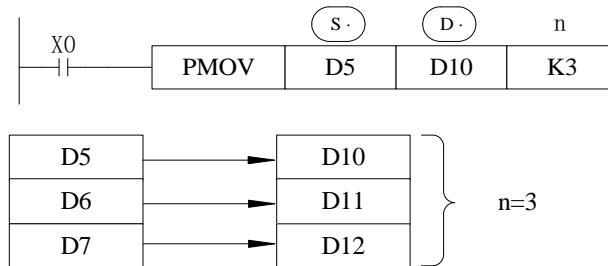 S· D· n
X0
PMOV D5 D10 K3
D5 D10
D6 D11 n=3
D7 D12